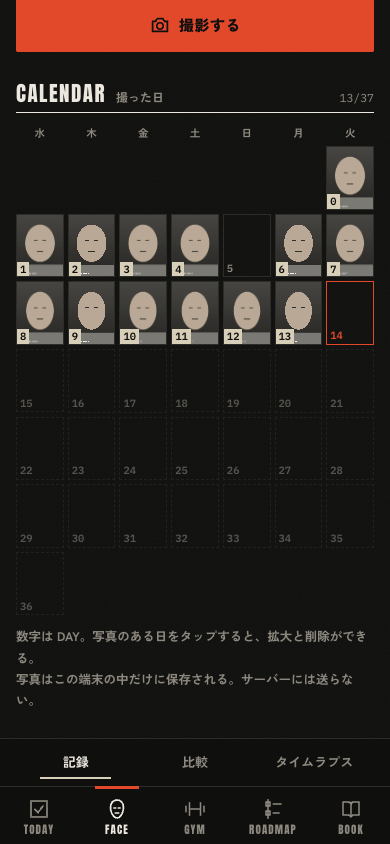 撮影する
CALENDAR 撮った日 13/37
水 木 金 土 日 月 火
0
1 2 3 4 5 6 7
8 9 10 11 12 13 14
15 16 17 18 19 20 21
22 23 24 25 26 27 28
29 30 31 32 33 34 35
36
数字は DAY。写真のある日をタップすると、拡大と削除ができ
る。
写真はこの端末の中だけに保存される。サーバーには送らな
い。
記録 比較 タイムラプス
TODAY FACE GYM ROADMAP BOOK